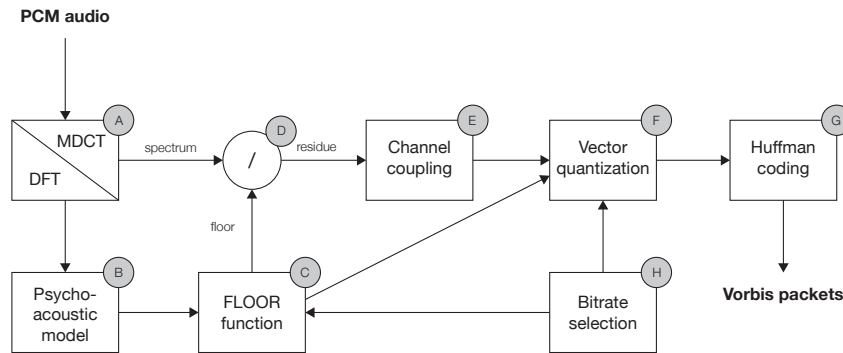 PCM audio
A
MDCT
DFT
spectrum
D
/
residue
E
Channel
coupling
F
Vector
quantization
G
Huffman
coding
floor
B
Psycho-
acoustic
model
C
FLOOR
function
H
Bitrate
selection
Vorbis packets